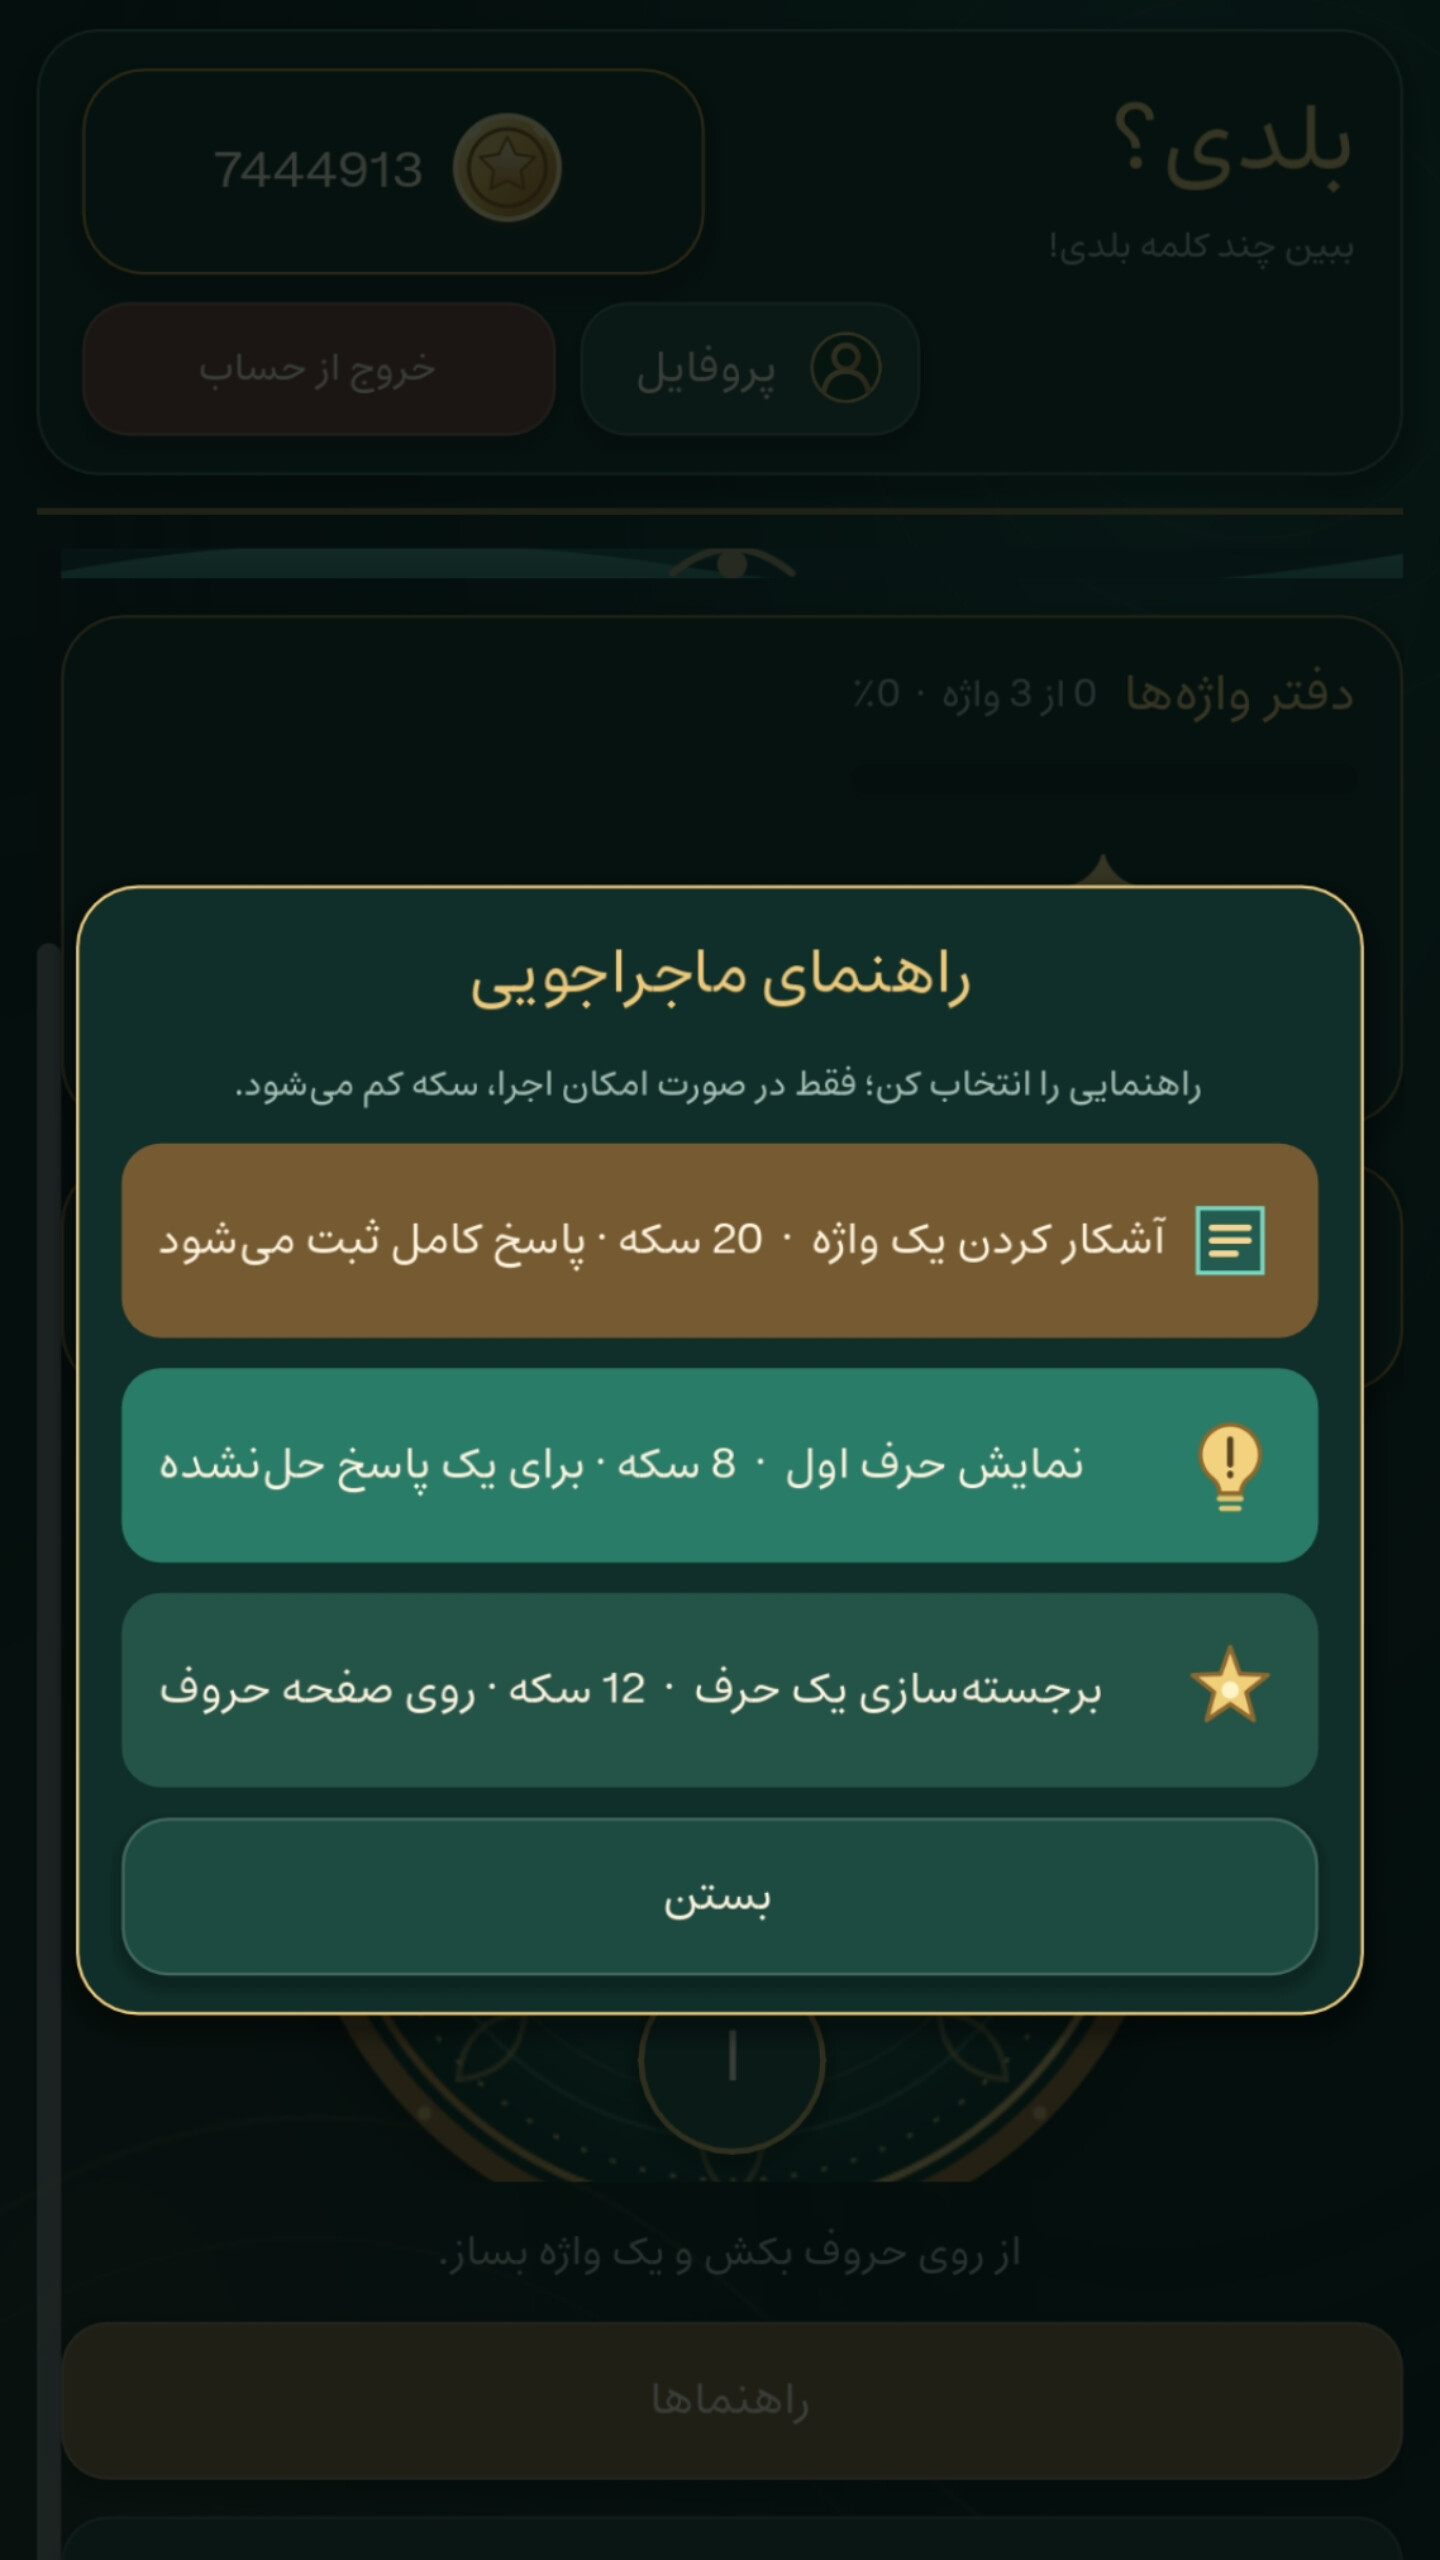 بلدی؟
ببین چند کلمه بلدی!
7444913
پروفایل
خروج از حساب
دفتر واژه‌ها 0 از 3 واژه · 0٪
راهنمای ماجراجویی
راهنمایی را انتخاب کن؛ فقط در صورت امکان اجرا، سکه کم می‌شود.
آشکار کردن یک واژه · 20 سکه · پاسخ کامل ثبت می‌شود
نمایش حرف اول · 8 سکه · برای یک پاسخ حل‌نشده
برجسته‌سازی یک حرف · 12 سکه · روی صفحه حروف
بستن
ا
از روی حروف بکش و یک واژه بساز.
راهنماها